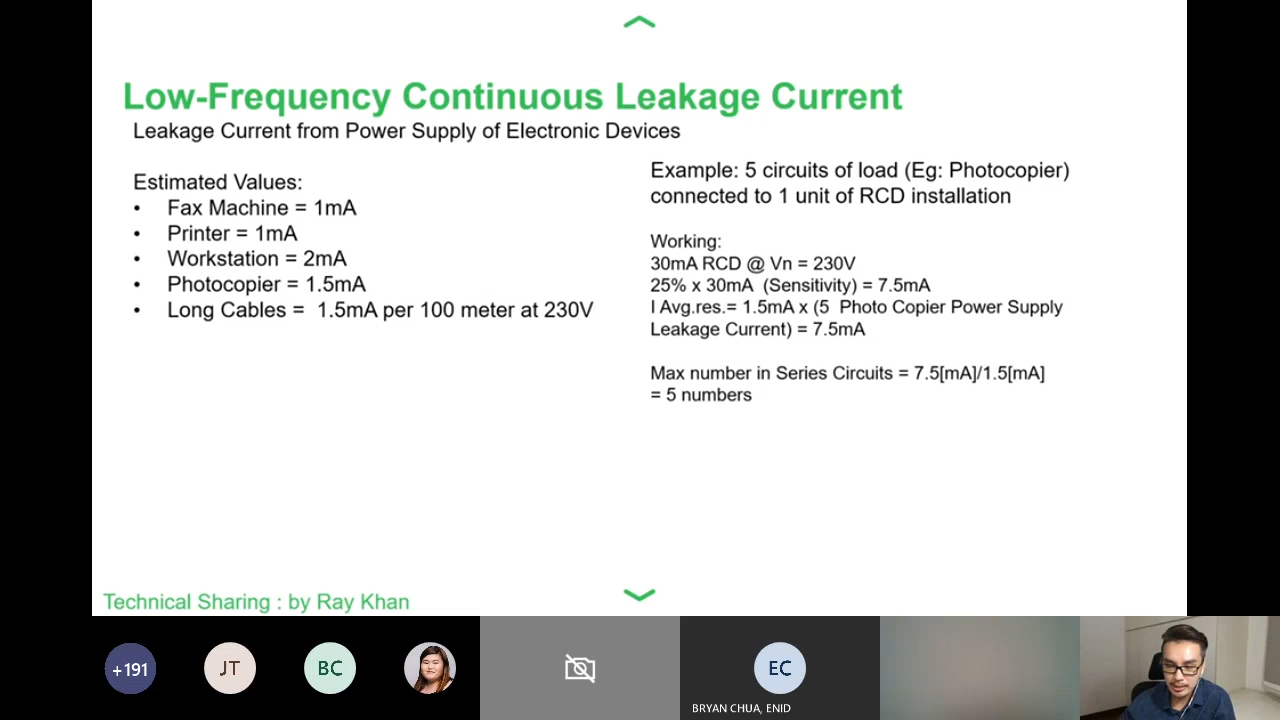 Low-Frequency Continuous Leakage Current
Leakage Current from Power Supply of Electronic Devices
Estimated Values:
• Fax Machine = 1mA
• Printer = 1mA
• Workstation = 2mA
• Photocopier = 1.5mA
• Long Cables = 1.5mA per 100 meter at 230V
Example: 5 circuits of load (Eg: Photocopier)
connected to 1 unit of RCD installation
Working:
30mA RCD @ Vn = 230V
25% x 30mA (Sensitivity) = 7.5mA
I Avg.res.= 1.5mA x (5 Photo Copier Power Supply
Leakage Current) = 7.5mA
Max number in Series Circuits = 7.5[mA]/1.5[mA]
= 5 numbers
Technical Sharing : by Ray Khan
+191
JT
BC
EC
BRYAN CHUA, ENID